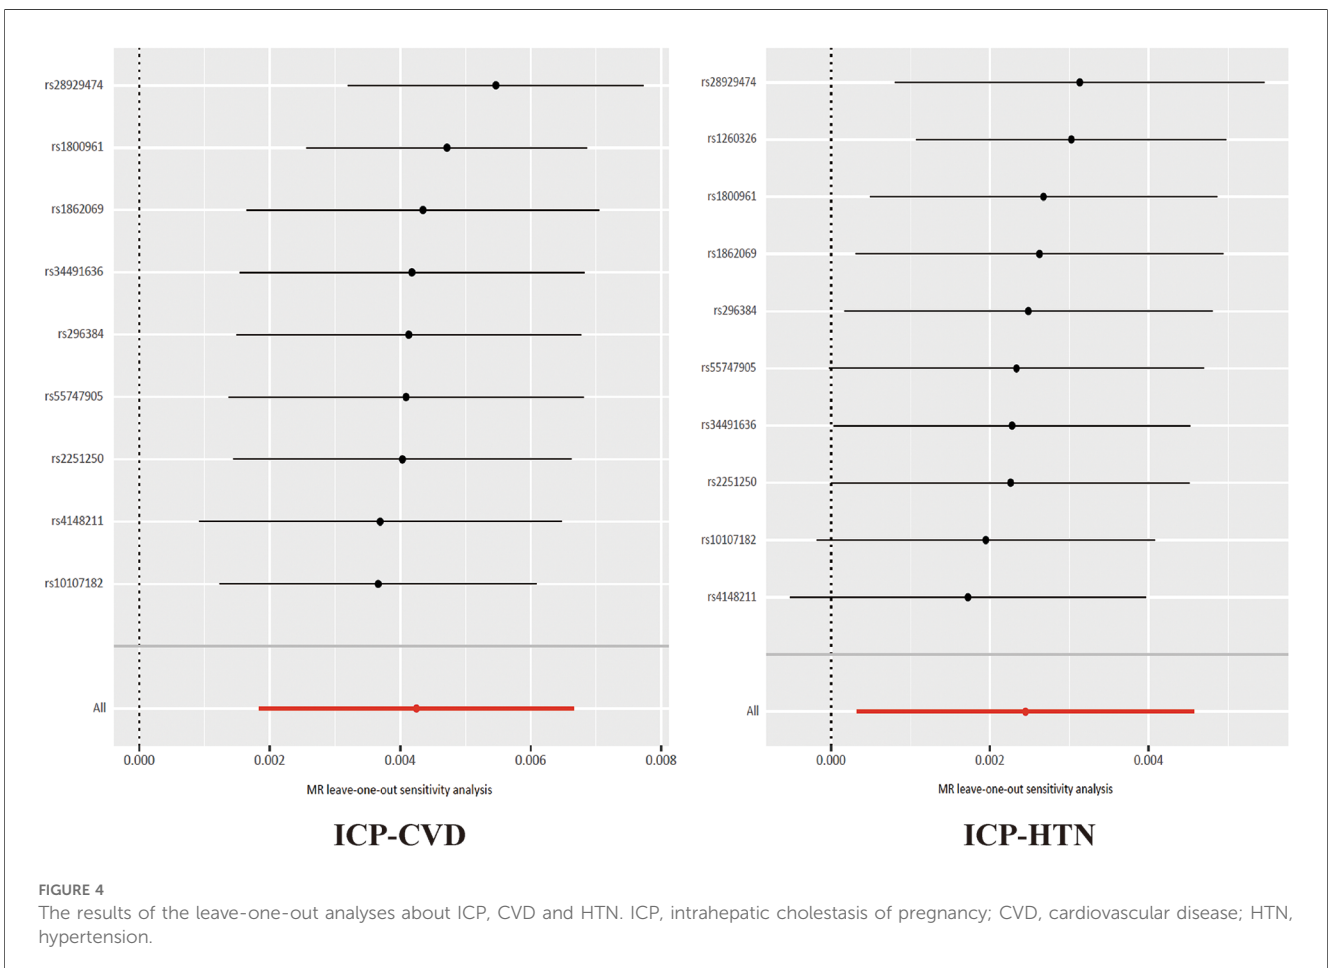 rs28929474
rs1800961
rs1862069
rs34491636
rs296384
rs55747905
rs2251250
rs4148211
rs10107182
All
0.000 0.002 0.004 0.006 0.008
MR leave-one-out sensitivity analysis
ICP-CVD
rs28929474
rs1260326
rs1800961
rs1862069
rs296384
rs55747905
rs34491636
rs2251250
rs10107182
rs4148211
All
0.000 0.002 0.004
MR leave-one-out sensitivity analysis
ICP-HTN
FIGURE 4
The results of the leave-one-out analyses about ICP, CVD and HTN. ICP, intrahepatic cholestasis of pregnancy; CVD, cardiovascular disease; HTN,
hypertension.